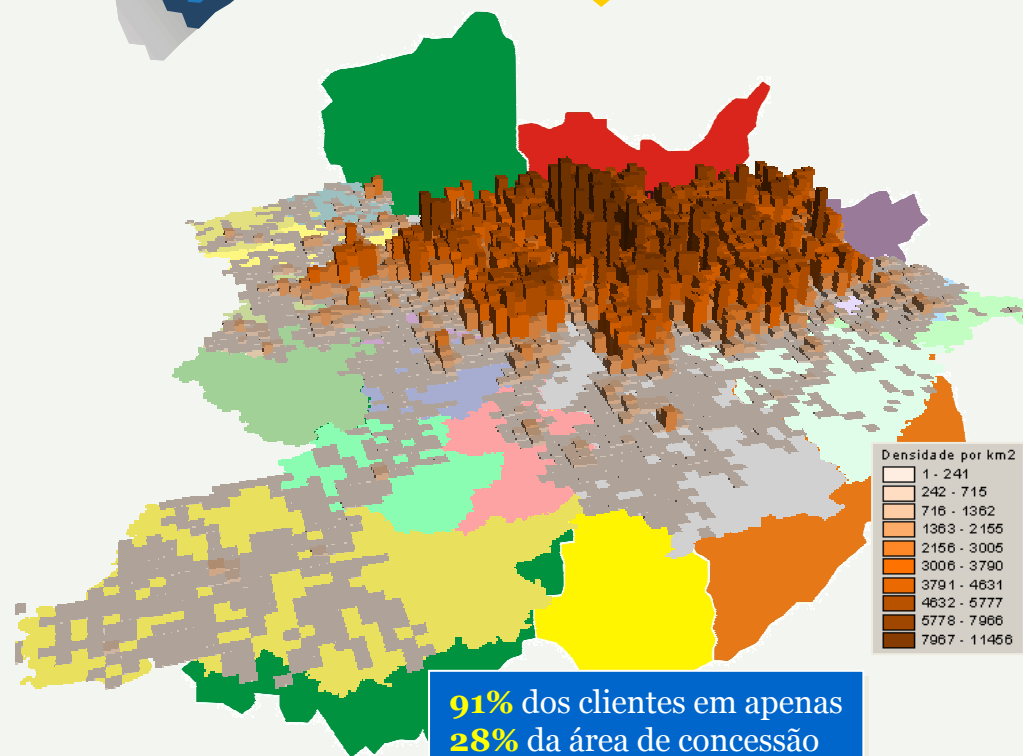 Densidade por km2
1 - 241
242 - 715
716 - 1362
1363 - 2155
2156 - 3005
3006 - 3790
3791 - 4631
4632 - 5777
5778 - 7966
7967 - 11456
91% dos clientes em apenas
28% da área de concessão